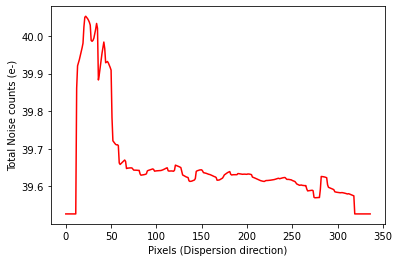 Total Noise counts (e-)
40.0
39.9
39.8
39.7
39.6
0 50 100 150 200 250 300 350
Pixels (Dispersion direction)